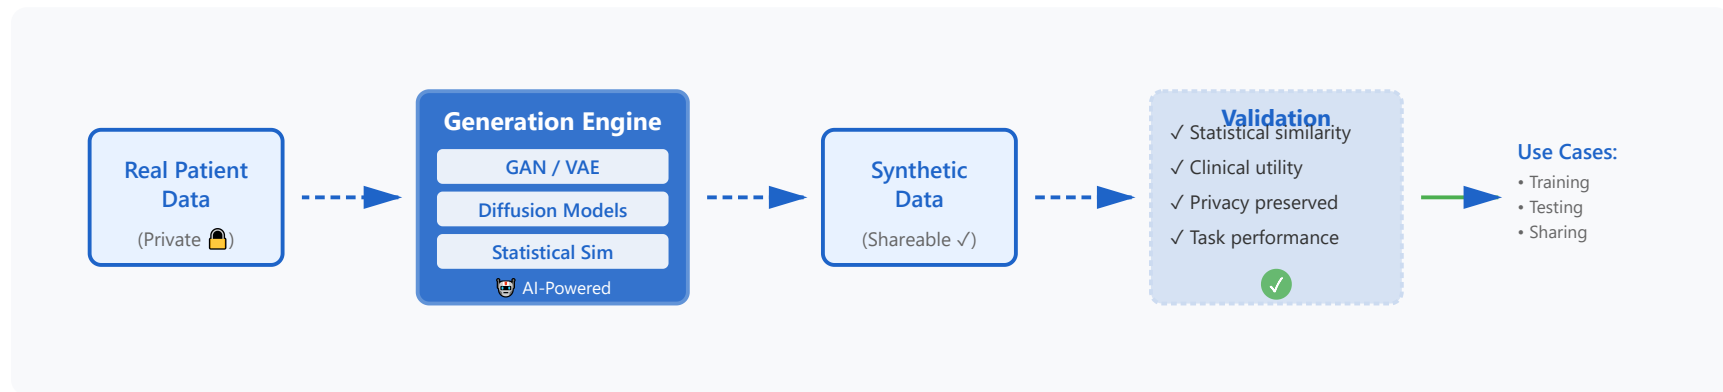 Real Patient
Data
(Private 🔒)
Generation Engine
GAN / VAE
Diffusion Models
Statistical Sim
🤖 AI-Powered
Synthetic
Data
(Shareable ✓)
Validation
✓ Statistical similarity
✓ Clinical utility
✓ Privacy preserved
✓ Task performance
✓
Use Cases:
• Training
• Testing
• Sharing